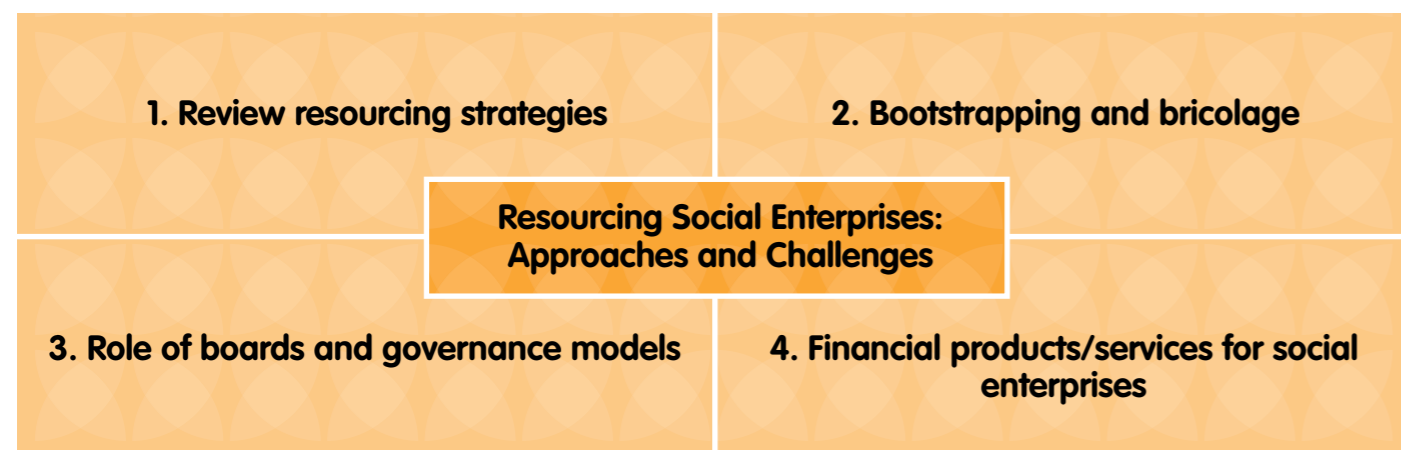 1. Review resourcing strategies
2. Bootstrapping and bricolage
Resourcing Social Enterprises:
Approaches and Challenges
3. Role of boards and governance models
4. Financial products/services for social
enterprises